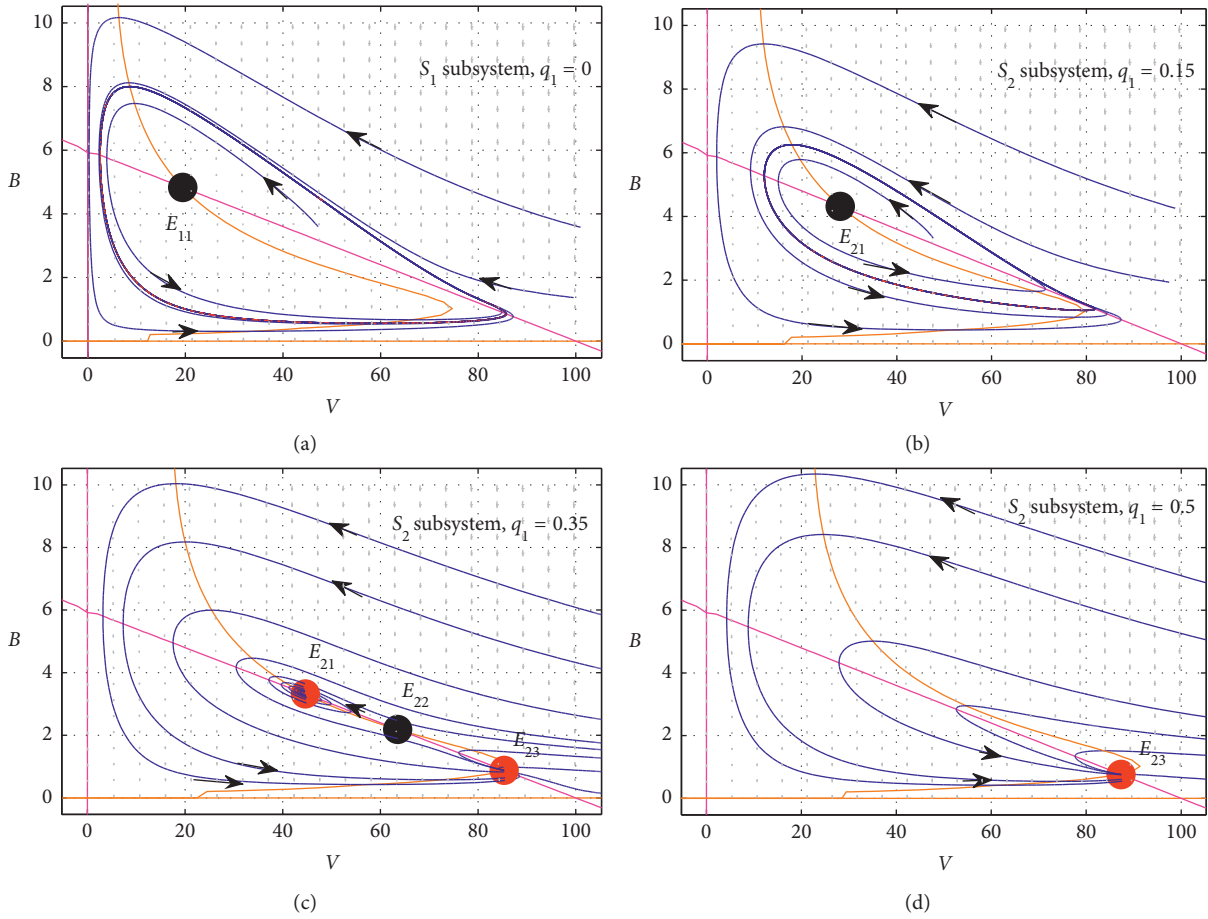 S₁ subsystem, q₁ = 0
10
8
6
B
4
2
0
E₁₁
0 20 40 60 80 100
V
(a)
S₂ subsystem, q₁ = 0.15
10
8
6
B
4
2
0
E₂₁
0 20 40 60 80 100
V
(b)
S₂ subsystem, q₁ = 0.35
10
8
6
B
4
2
0
E₂₁
E₂₂
E₂₃
0 20 40 60 80 100
V
(c)
S₂ subsystem, q₁ = 0,5
10
8
6
B
4
2
0
E₂₃
0 20 40 60 80 100
V
(d)